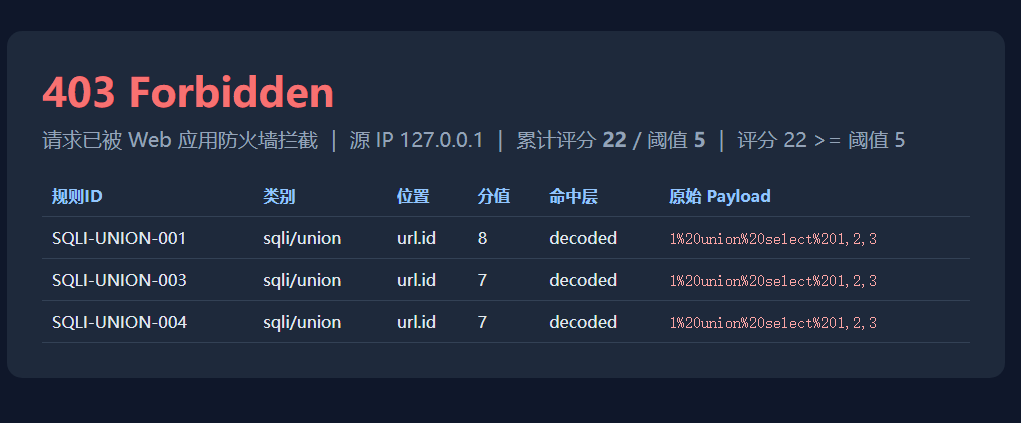 403 Forbidden
请求已被 Web 应用防火墙拦截 | 源 IP 127.0.0.1 | 累计评分 22 / 阈值 5 | 评分 22 >= 阈值 5
规则ID 类别 位置 分值 命中层 原始 Payload
SQLI-UNION-001 sqli/union url.id 8 decoded 1%20union%20select%201,2,3
SQLI-UNION-003 sqli/union url.id 7 decoded 1%20union%20select%201,2,3
SQLI-UNION-004 sqli/union url.id 7 decoded 1%20union%20select%201,2,3